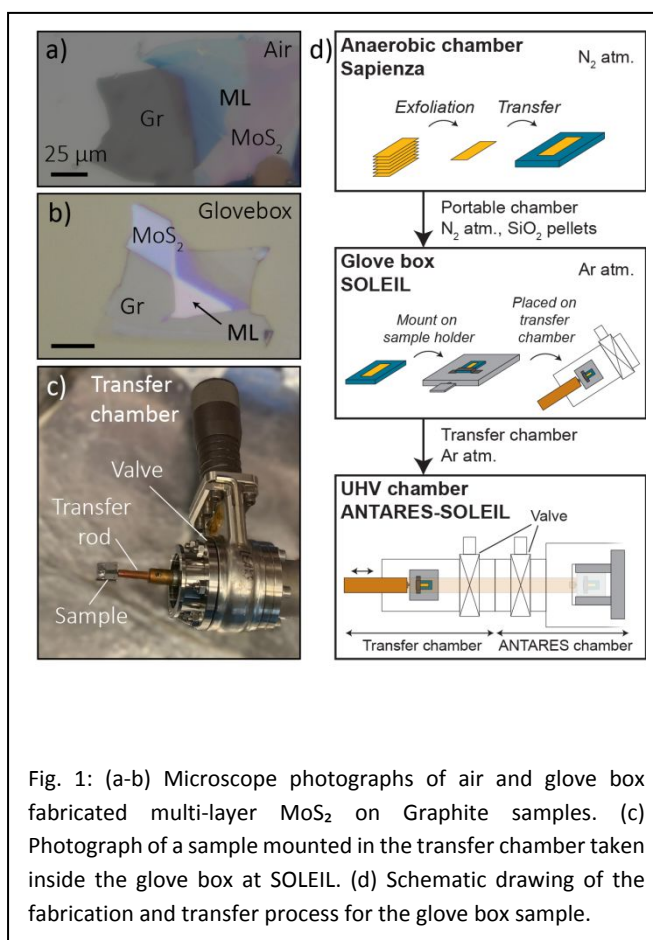 a)
Air
Gr
ML
MoS₂
25 µm
b)
Glovebox
MoS₂
Gr
ML
c)
Transfer
chamber
Valve
Transfer
rod
Sample
d)
Anaerobic chamber
Sapienza
N₂ atm.
Exfoliation
Transfer
Portable chamber
N₂ atm., SiO₂ pellets
Glove box
SOLEIL
Ar atm.
Mount on
sample holder
Placed on
transfer
chamber
Transfer chamber
Ar atm.
UHV chamber
ANTARES-SOLEIL
Valve
Transfer chamber
ANTARES chamber
Fig. 1: (a-b) Microscope photographs of air and glove box
fabricated multi-layer MoS₂ on Graphite samples. (c)
Photograph of a sample mounted in the transfer chamber taken
inside the glove box at SOLEIL. (d) Schematic drawing of the
fabrication and transfer process for the glove box sample.